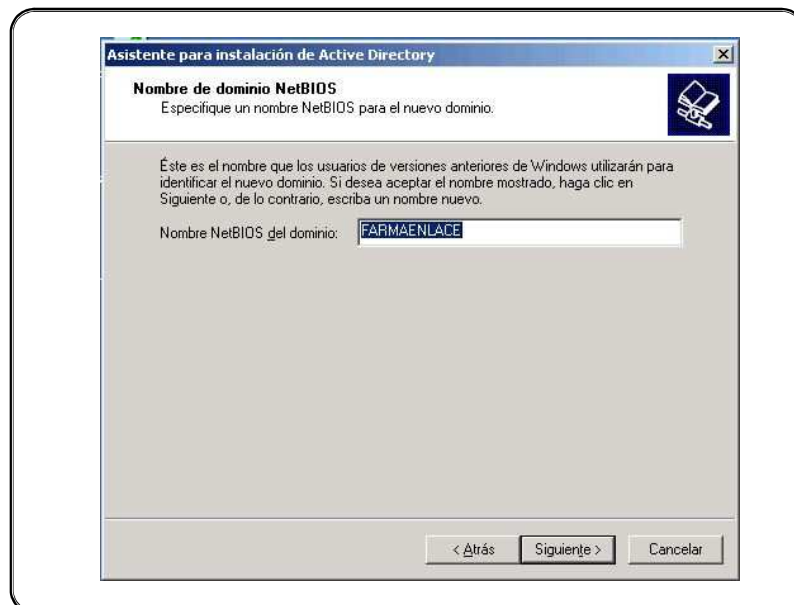 Asistente para instalación de Active Directory
Nombre de dominio NetBIOS
Especifique un nombre NetBIOS para el nuevo dominio.
Éste es el nombre que los usuarios de versiones anteriores de Windows utilizarán para
identificar el nuevo dominio. Si desea aceptar el nombre mostrado, haga clic en
Siguiente o, de lo contrario, escriba un nombre nuevo.
Nombre NetBIOS del dominio: FARMAENLACE
< Atrás Siguiente > Cancelar